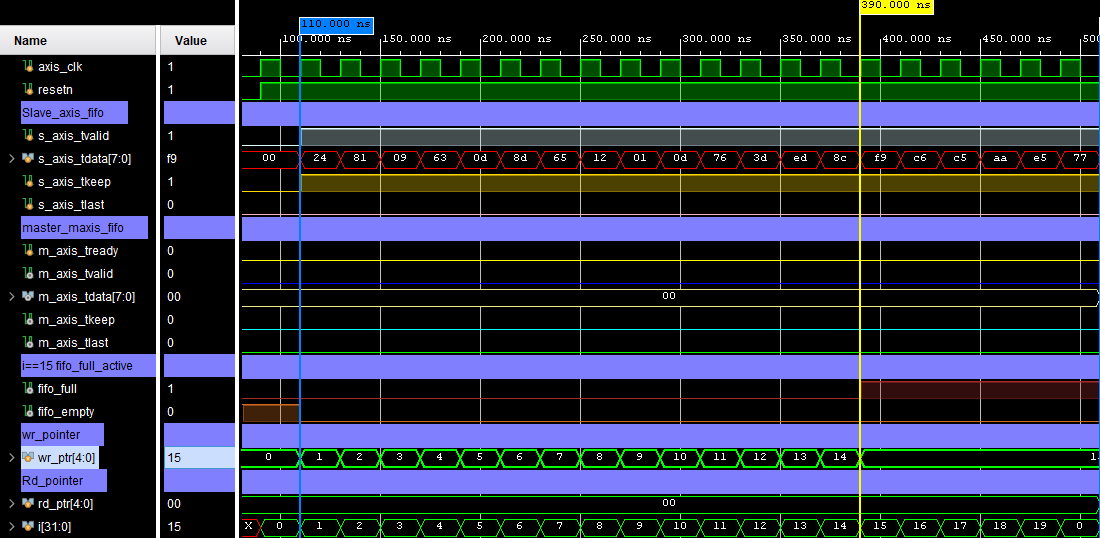 390.000 ns
110.000 ns
Name Value
100.000 ns 150.000 ns 200.000 ns 250.000 ns 300.000 ns 350.000 ns 400.000 ns 450.000 ns
axis_clk 1
resetn 1
Slave_axis_fifo
s_axis_tvalid 1
s_axis_tdata[7:0] f9 00 24 81 09 63 0d 8d 65 12 01 0d 76 3d ed 8c f9 c6 c5 aa e5 77
s_axis_tkeep 1
s_axis_tlast 0
master_maxis_fifo
m_axis_tready 0
m_axis_tvalid 0
m_axis_tdata[7:0] 00 00
m_axis_tkeep 0
m_axis_tlast 0
i==15 fifo_full_active
fifo_full 1
fifo_empty 0
wr_pointer
wr_ptr[4:0] 15 0 1 2 3 4 5 6 7 8 9 10 11 12 13 14
Rd_pointer
rd_ptr[4:0] 00 00
i[31:0] 15 X 0 1 2 3 4 5 6 7 8 9 10 11 12 13 14 15 16 17 18 19 0